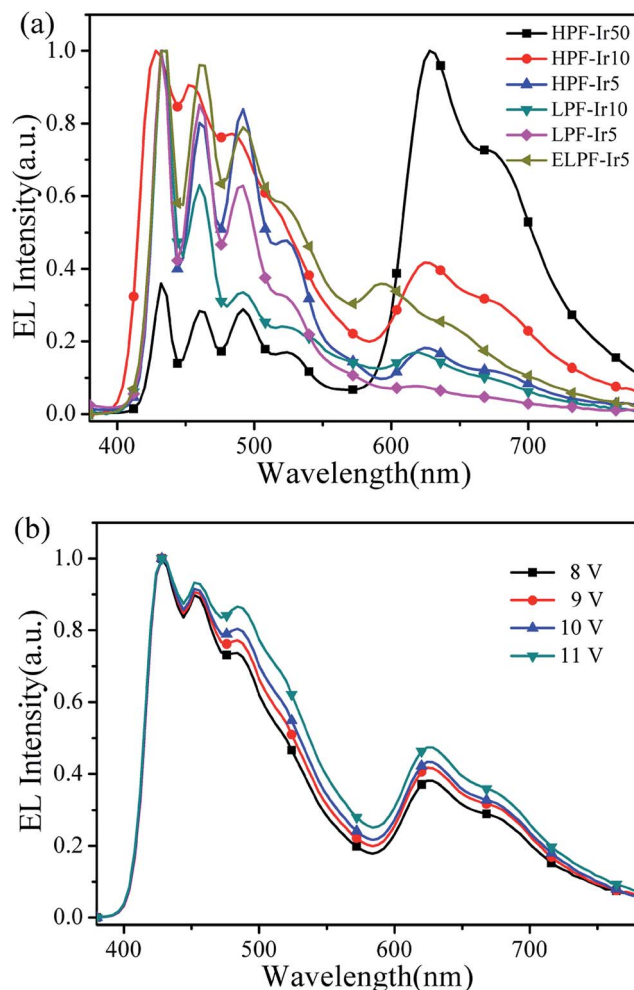 (a)
HPF-Ir50
HPF-Ir10
HPF-Ir5
LPF-Ir10
LPF-Ir5
ELPF-Ir5
EL Intensity(a.u.)
1.0
0.8
0.6
0.4
0.2
0.0
400 500 600 700
Wavelength(nm)
(b)
8 V
9 V
10 V
11 V
EL Intensity(a.u.)
1.0
0.8
0.6
0.4
0.2
0.0
400 500 600 700
Wavelength(nm)